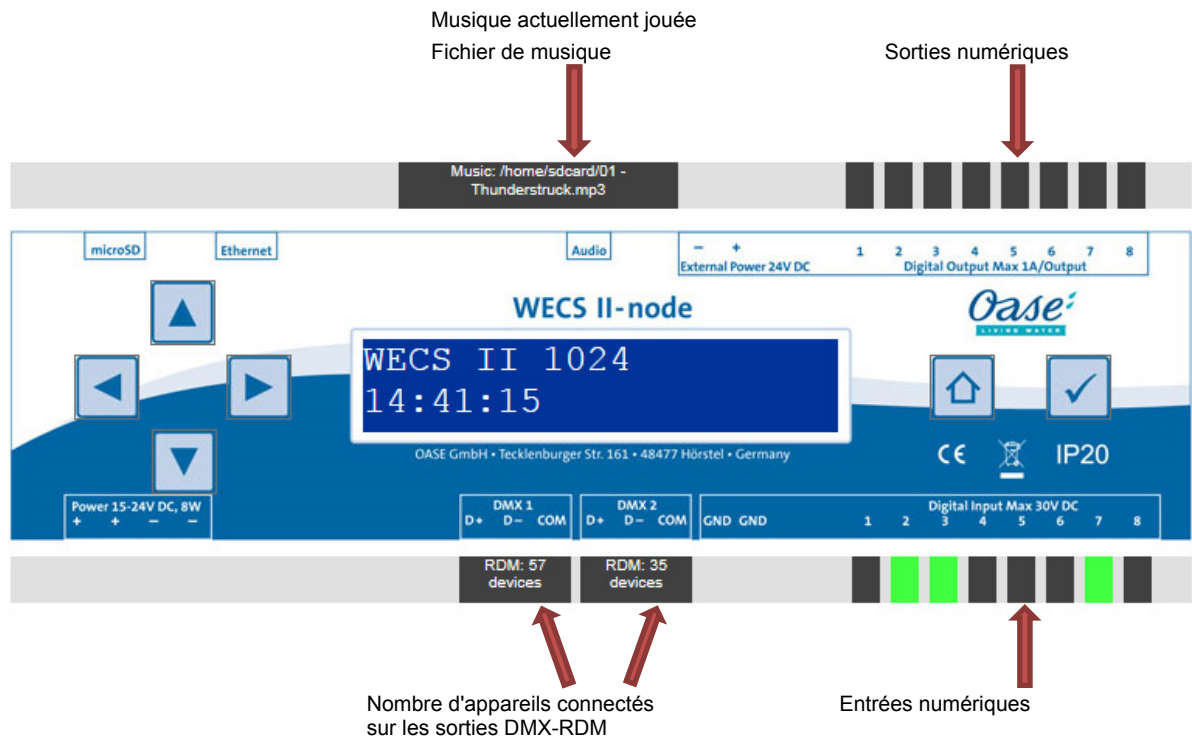 Musique actuellement jouée
Fichier de musique
Sorties numériques
Music: /home/sdcard/01 -
Thunderstruck.mp3
microSD
Ethernet
Audio
– +
External Power 24V DC
1 2 3 4 5 6 7 8
Digital Output Max 1A/Output
WECS II-node
Oase
LIVING WATER
WECS II 1024
14:41:15
OASE GmbH • Tecklenburger Str. 161 • 48477 Hörstel • Germany
CE
IP20
Power 15-24V DC, 8W
+ + – –
DMX 1
D+ D– COM
DMX 2
D+ D– COM
GND GND
Digital Input Max 30V DC
1 2 3 4 5 6 7 8
RDM: 57
devices
RDM: 35
devices
Nombre d'appareils connectés
sur les sorties DMX-RDM
Entrées numériques